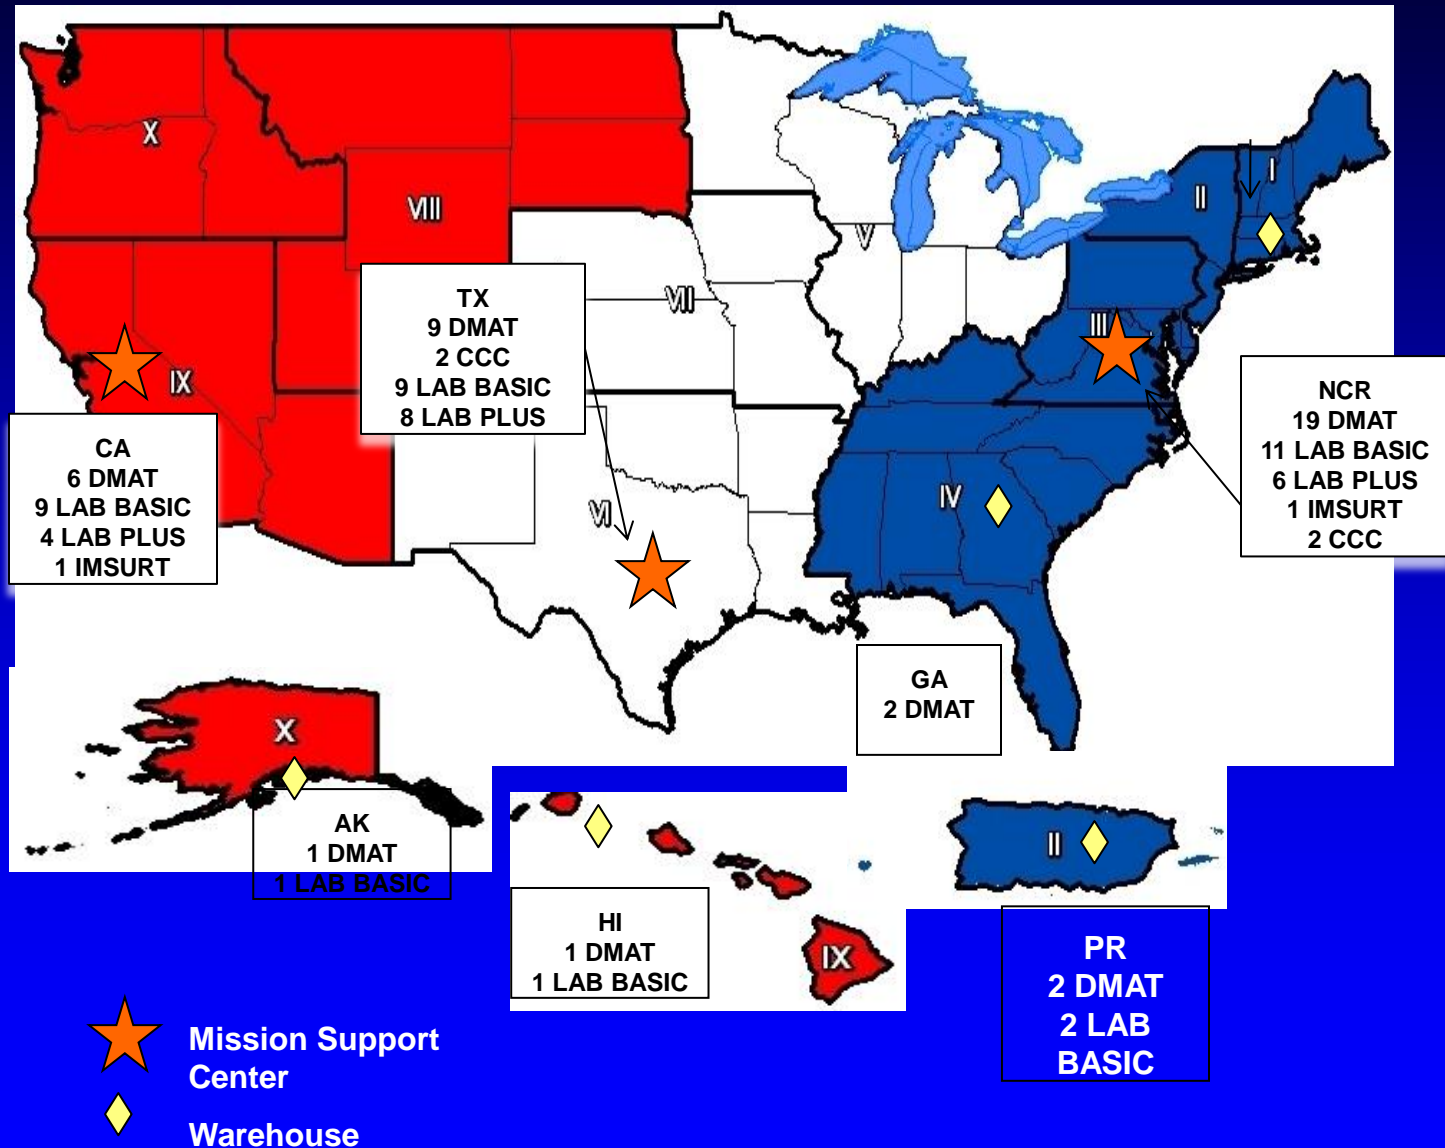 X
VIII
I
II
V
VII
III
IX
TX
9 DMAT
2 CCC
9 LAB BASIC
8 LAB PLUS
NCR
19 DMAT
11 LAB BASIC
6 LAB PLUS
1 IMSURT
2 CCC
CA
6 DMAT
9 LAB BASIC
4 LAB PLUS
1 IMSURT
IV
VI
GA
2 DMAT
X
AK
1 DMAT
1 LAB BASIC
II
HI
1 DMAT
1 LAB BASIC
IX
PR
2 DMAT
2 LAB
BASIC
Mission Support
Center
Warehouse